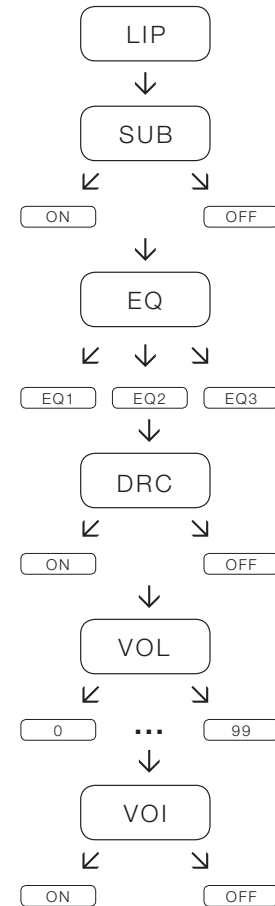 LIP
SUB
ON OFF
EQ
EQ1 EQ2 EQ3
DRC
ON OFF
VOL
0 ... 99
VOI
ON OFF